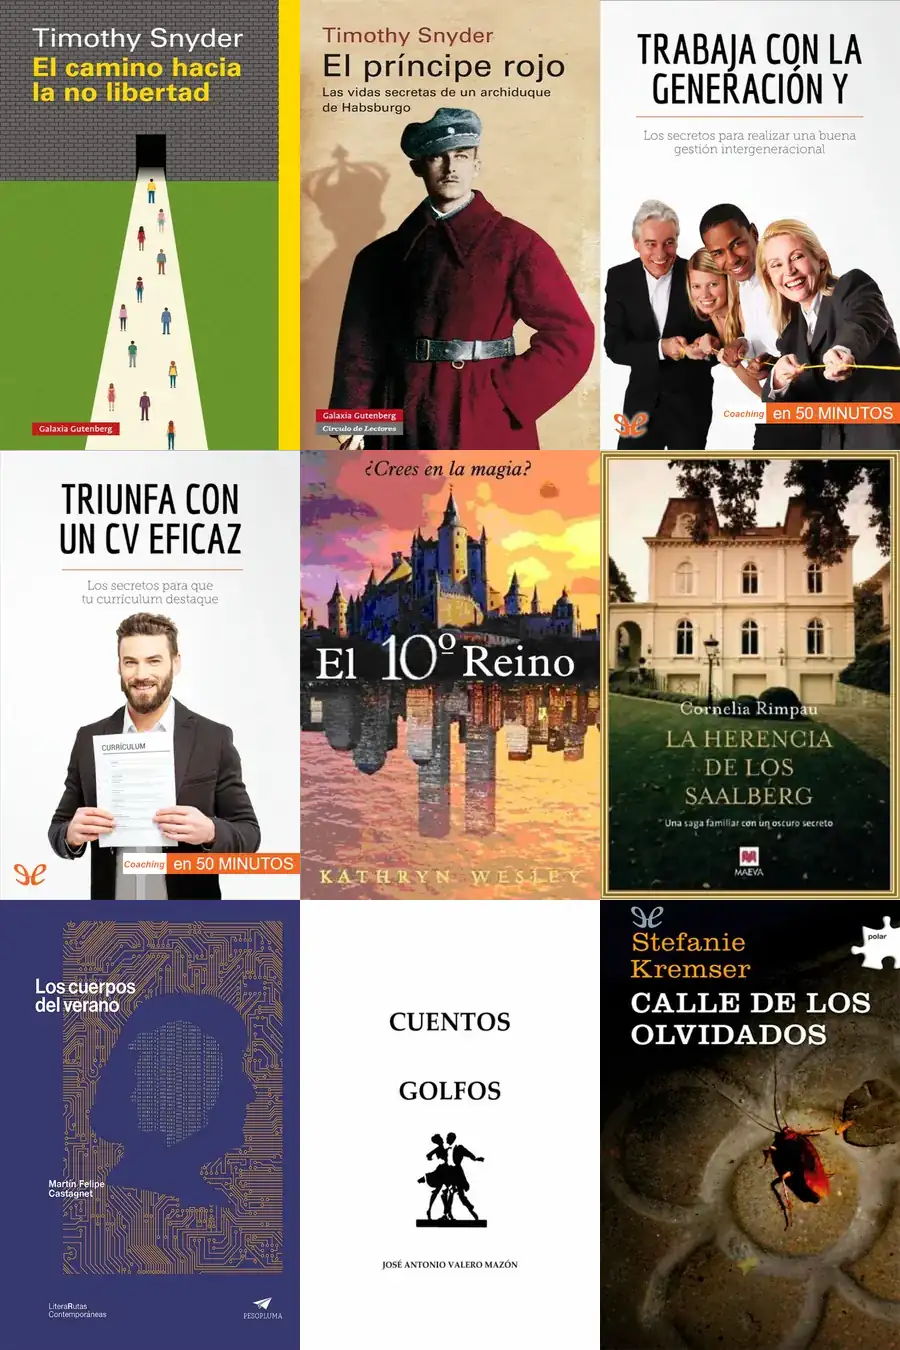 Timothy Snyder
El camino hacia
la no libertad
Galaxia Gutenberg
Timothy Snyder
El príncipe rojo
Las vidas secretas de un archiduque
de Habsburgo
Galaxia Gutenberg
Círculo de Lectores
TRABAJA CON LA
GENERACIÓN Y
Los secretos para realizar una buena
gestión intergeneracional
Coaching en 50 MINUTOS
TRIUNFA CON
UN CV EFICAZ
Los secretos para que
tu currículum destaque
CURRÍCULUM
Coaching en 50 MINUTOS
¿Crees en la magia?
El 10º Reino
KATHRYN WESLEY
Cornelia Rimpau
LA HERENCIA
DE LOS
SAALBERG
Una saga familiar con un oscuro secreto
MAEVA
Los cuerpos
del verano
Martín Felipe
Castagnet
LiteraRutas
Contemporáneas
PESOPLUMA
CUENTOS
GOLFOS
JOSÉ ANTONIO VALERO MAZÓN
Stefanie
Kremser
polar
CALLE DE LOS
OLVIDADOS